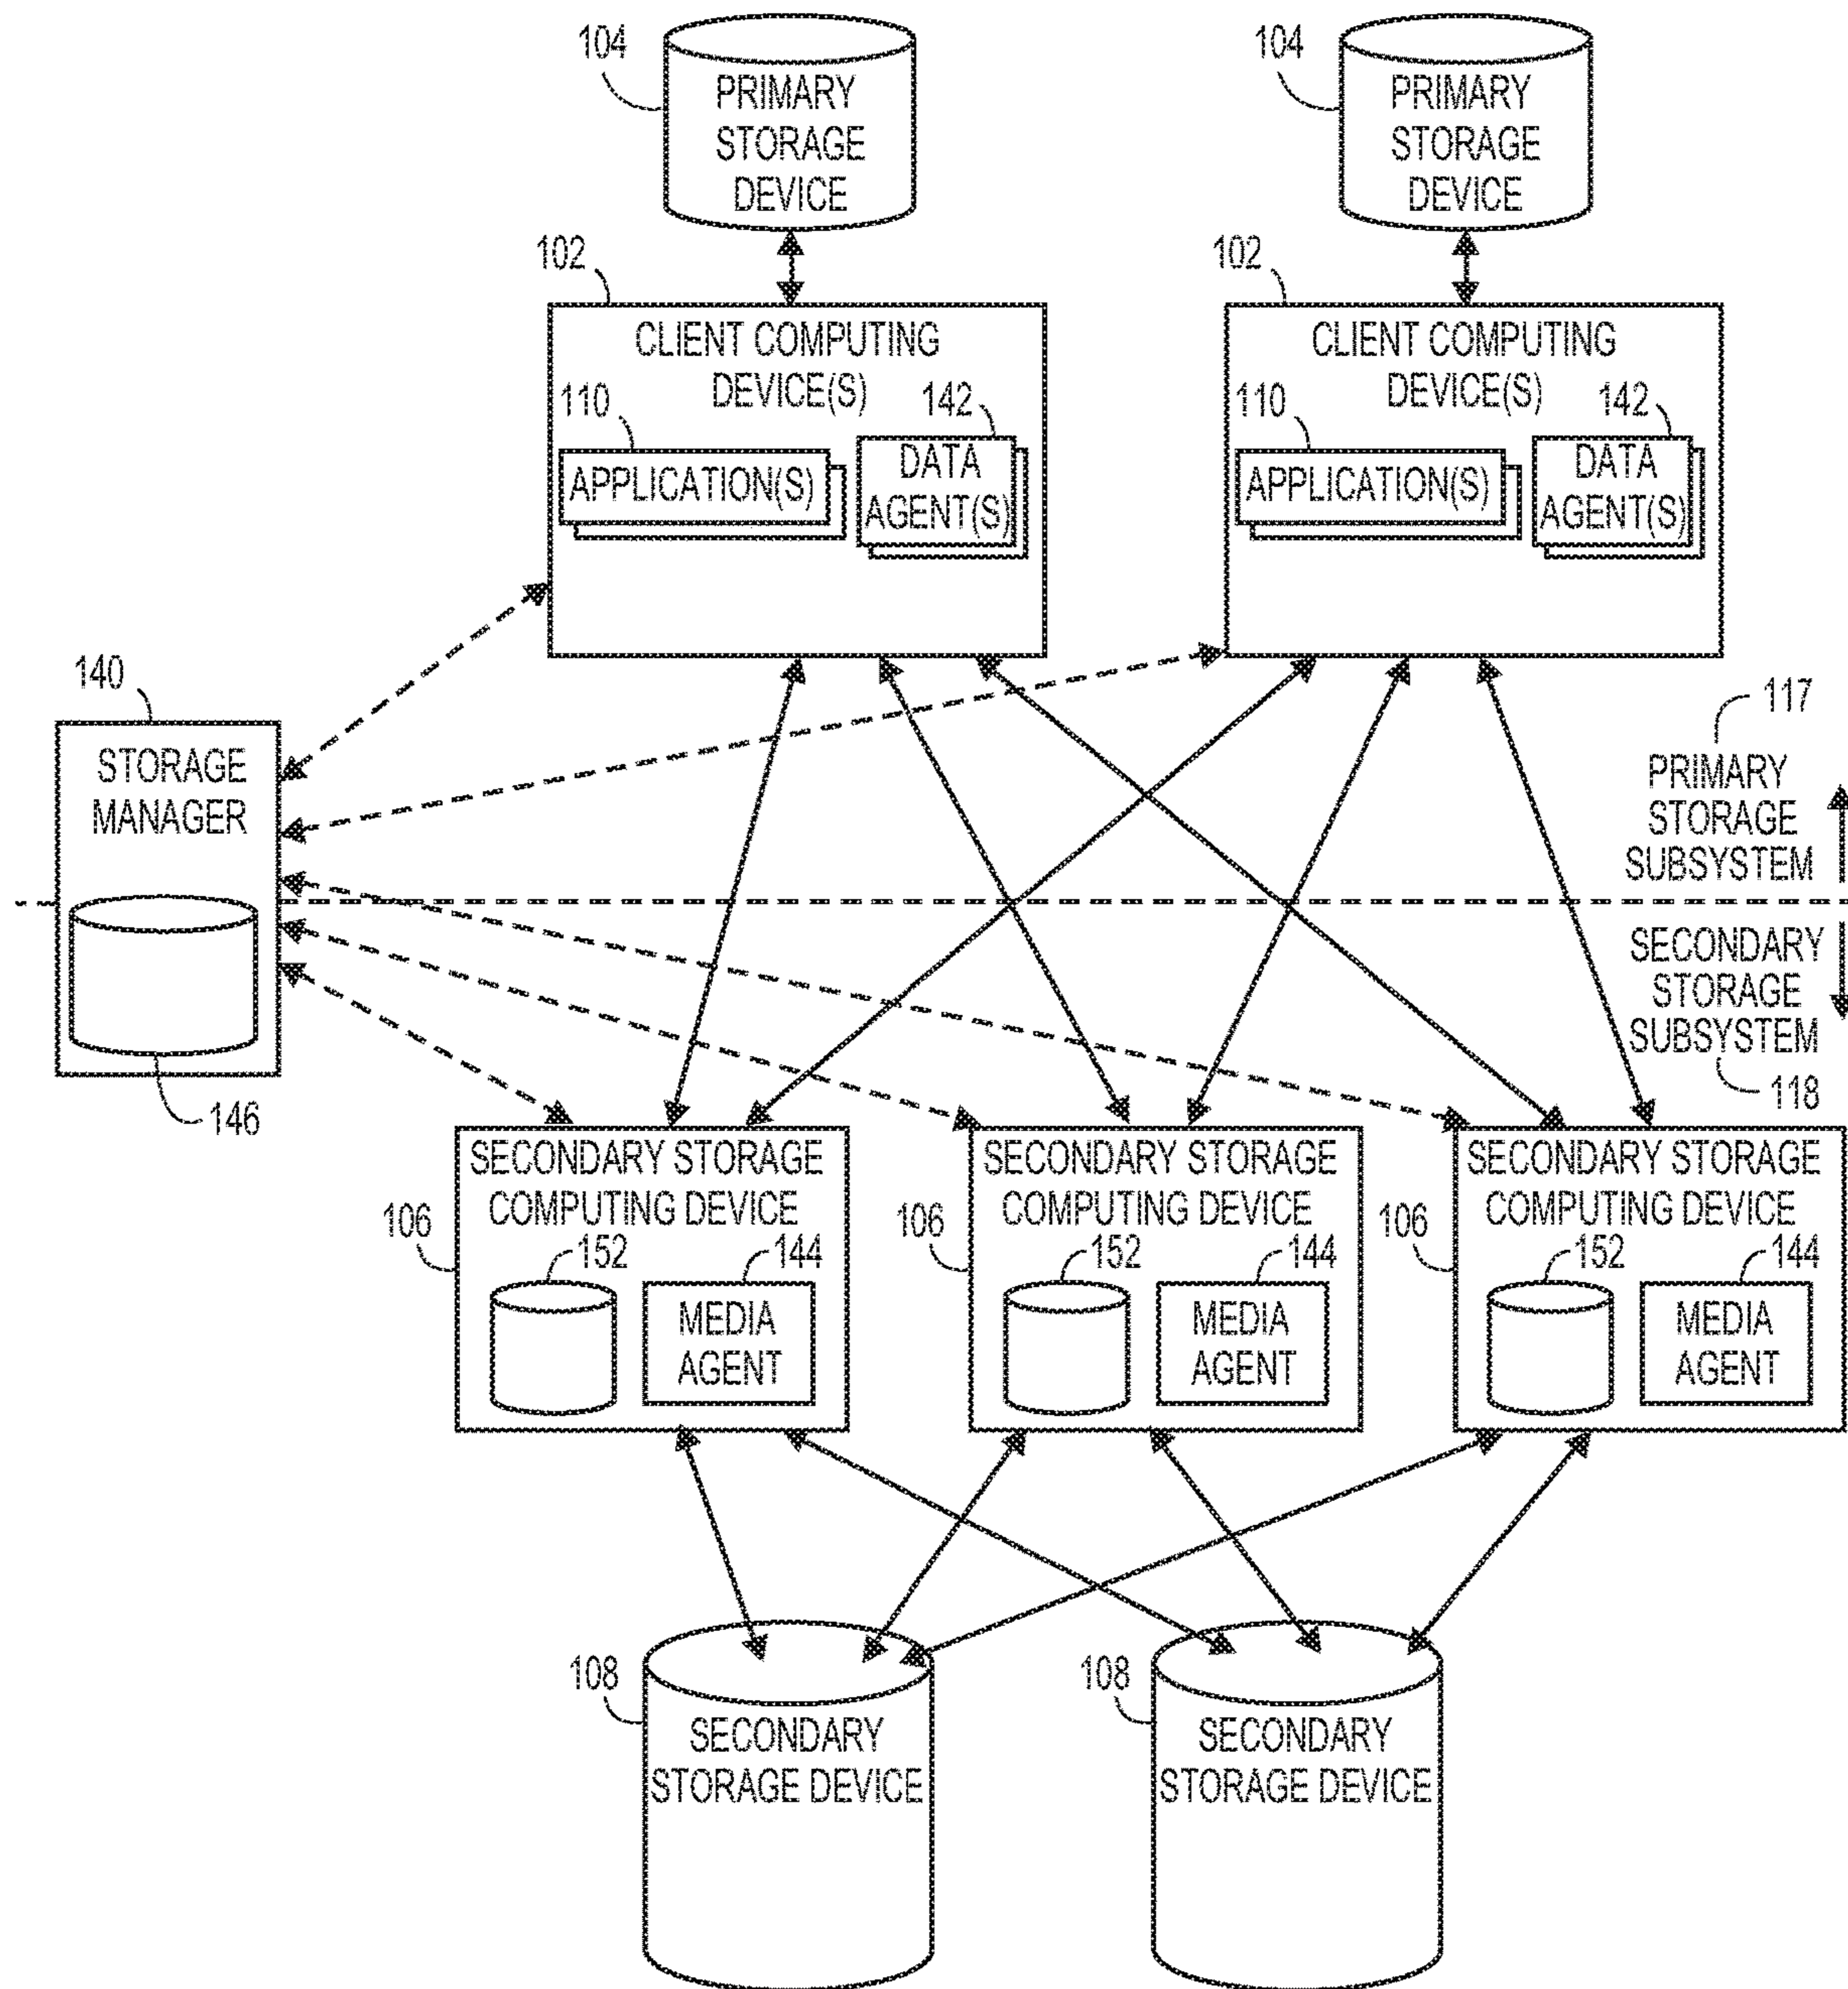 104
PRIMARY
STORAGE
DEVICE
104
PRIMARY
STORAGE
DEVICE
102
CLIENT COMPUTING
DEVICE(S)
110
142
APPLICATION(S)
DATA
AGENT(S)
102
CLIENT COMPUTING
DEVICE(S)
110
142
APPLICATION(S)
DATA
AGENT(S)
140
STORAGE
MANAGER
146
117
PRIMARY
STORAGE
SUBSYSTEM
SECONDARY
STORAGE
SUBSYSTEM
118
SECONDARY STORAGE
COMPUTING DEVICE
106
152
144
MEDIA
AGENT
SECONDARY STORAGE
COMPUTING DEVICE
106
152
144
MEDIA
AGENT
SECONDARY STORAGE
COMPUTING DEVICE
106
152
144
MEDIA
AGENT
108
SECONDARY
STORAGE DEVICE
108
SECONDARY
STORAGE DEVICE